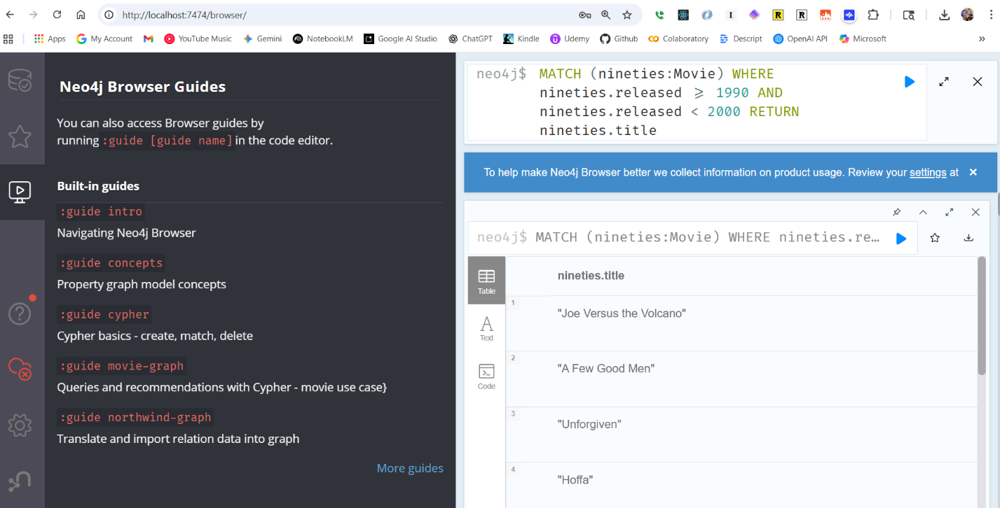 http://localhost:7474/browser/
Apps
My Account
YouTube Music
Gemini
NotebookLM
Google AI Studio
ChatGPT
Kindle
Udemy
Github
Colaboratory
Descript
OpenAI API
Microsoft
»
Neo4j Browser Guides
You can also access Browser guides by
running :guide [guide name] in the code editor.
Built-in guides
:guide intro
Navigating Neo4j Browser
:guide concepts
Property graph model concepts
:guide cypher
Cypher basics - create, match, delete
:guide movie-graph
Queries and recommendations with Cypher - movie use case}
:guide northwind-graph
Translate and import relation data into graph
More guides
neo4j$ MATCH (nineties:Movie) WHERE
nineties.released ⩾ 1990 AND
nineties.released < 2000 RETURN
nineties.title
To help make Neo4j Browser better we collect information on product usage. Review your settings at
neo4j$ MATCH (nineties:Movie) WHERE nineties.re…
Table
Text
Code
nineties.title
1
"Joe Versus the Volcano"
2
"A Few Good Men"
3
"Unforgiven"
4
"Hoffa"